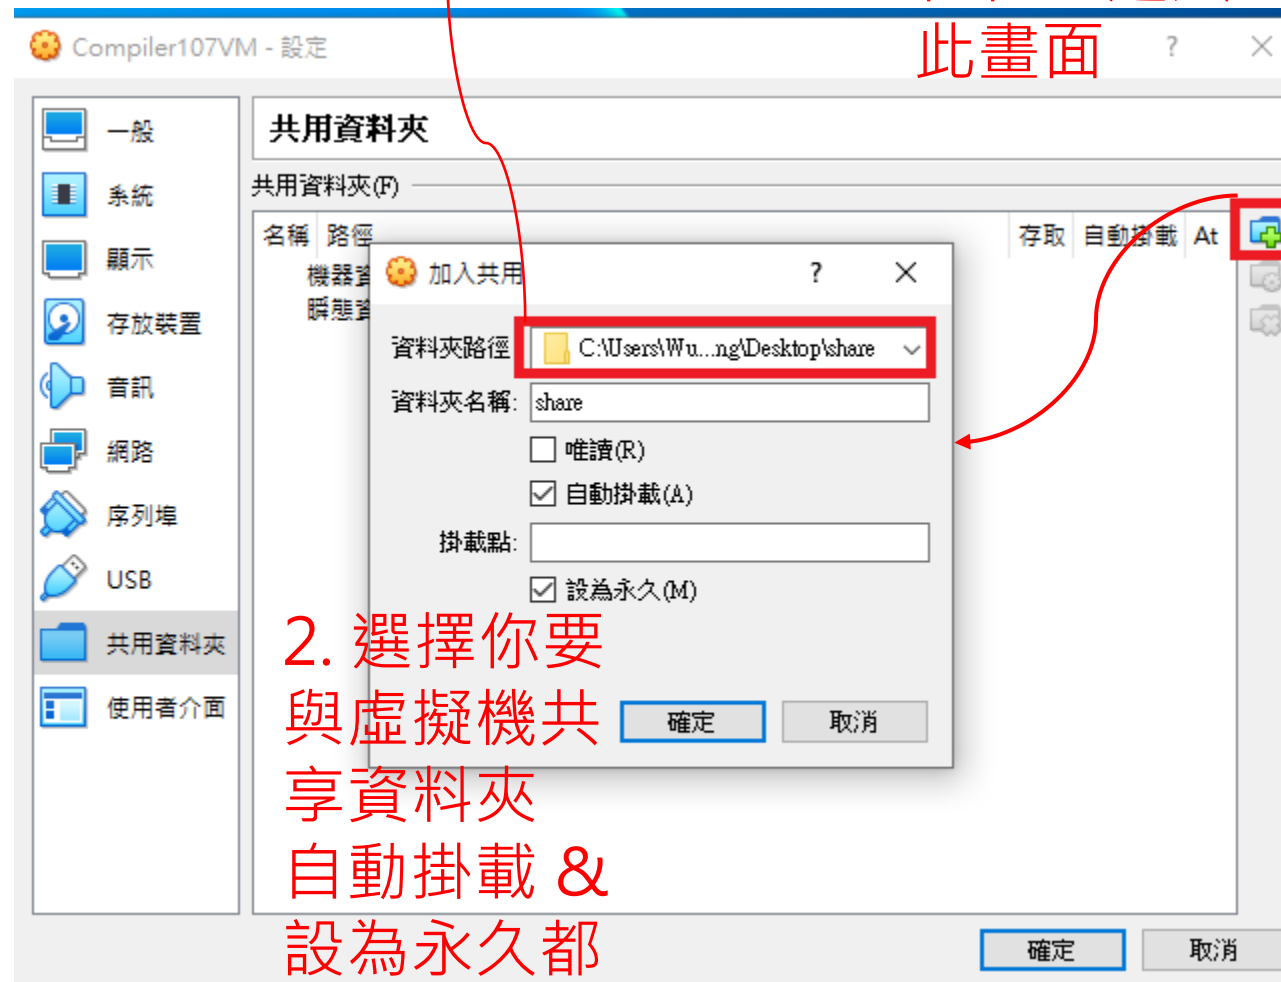 此畫面
Compiler107VM - 設定
一般
系統
顯示
存放裝置
音訊
網路
序列埠
USB
共用資料夾
使用者介面
共用資料夾
共用資料夾(F)
名稱 路徑 存取 自動掛載 At
機器資
瞬態資
加入共用
資料夾路徑 C:\Users\Wu...ng\Desktop\share
資料夾名稱: share
唯讀(R)
自動掛載(A)
掛載點:
設為永久(M)
確定 取消
2. 選擇你要
與虛擬機共
享資料夾
自動掛載 &
設為永久都
確定 取消